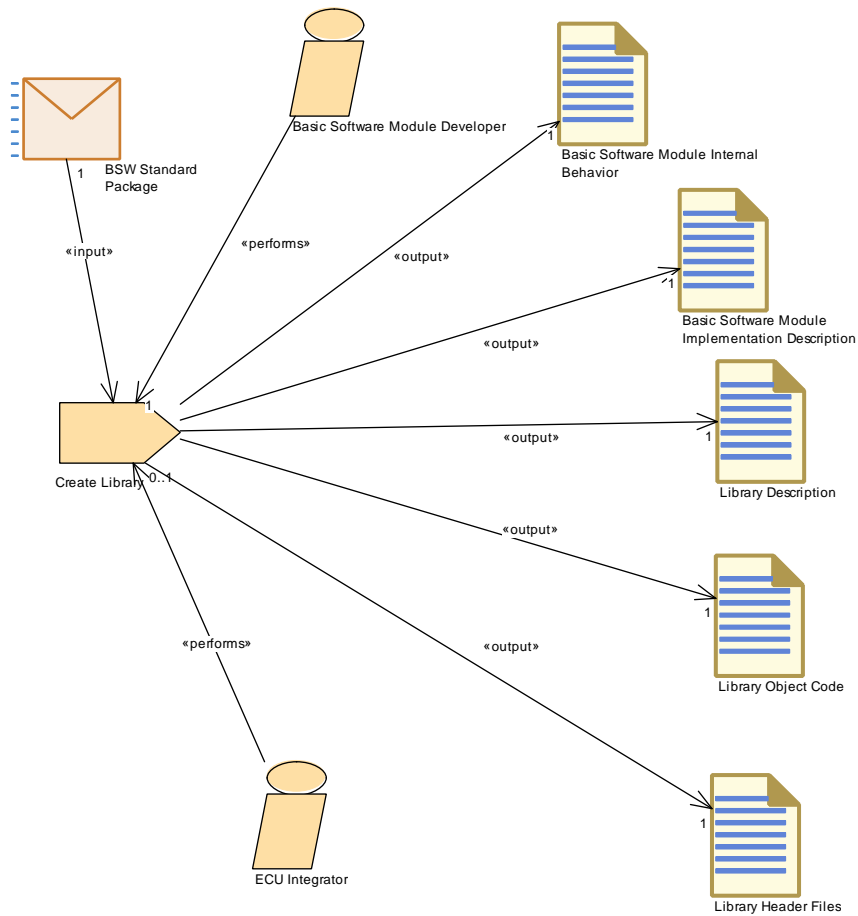 Basic Software Module Developer
1
Basic Software Module Internal
Behavior
1
BSW Standard
Package
«input»
«performs»
«output»
1
Basic Software Module
Implementation Description
«output»
1
«output»
1
Library Description
Create Library
0..1
«output»
1
Library Object Code
«performs»
«output»
1
Library Header Files
ECU Integrator